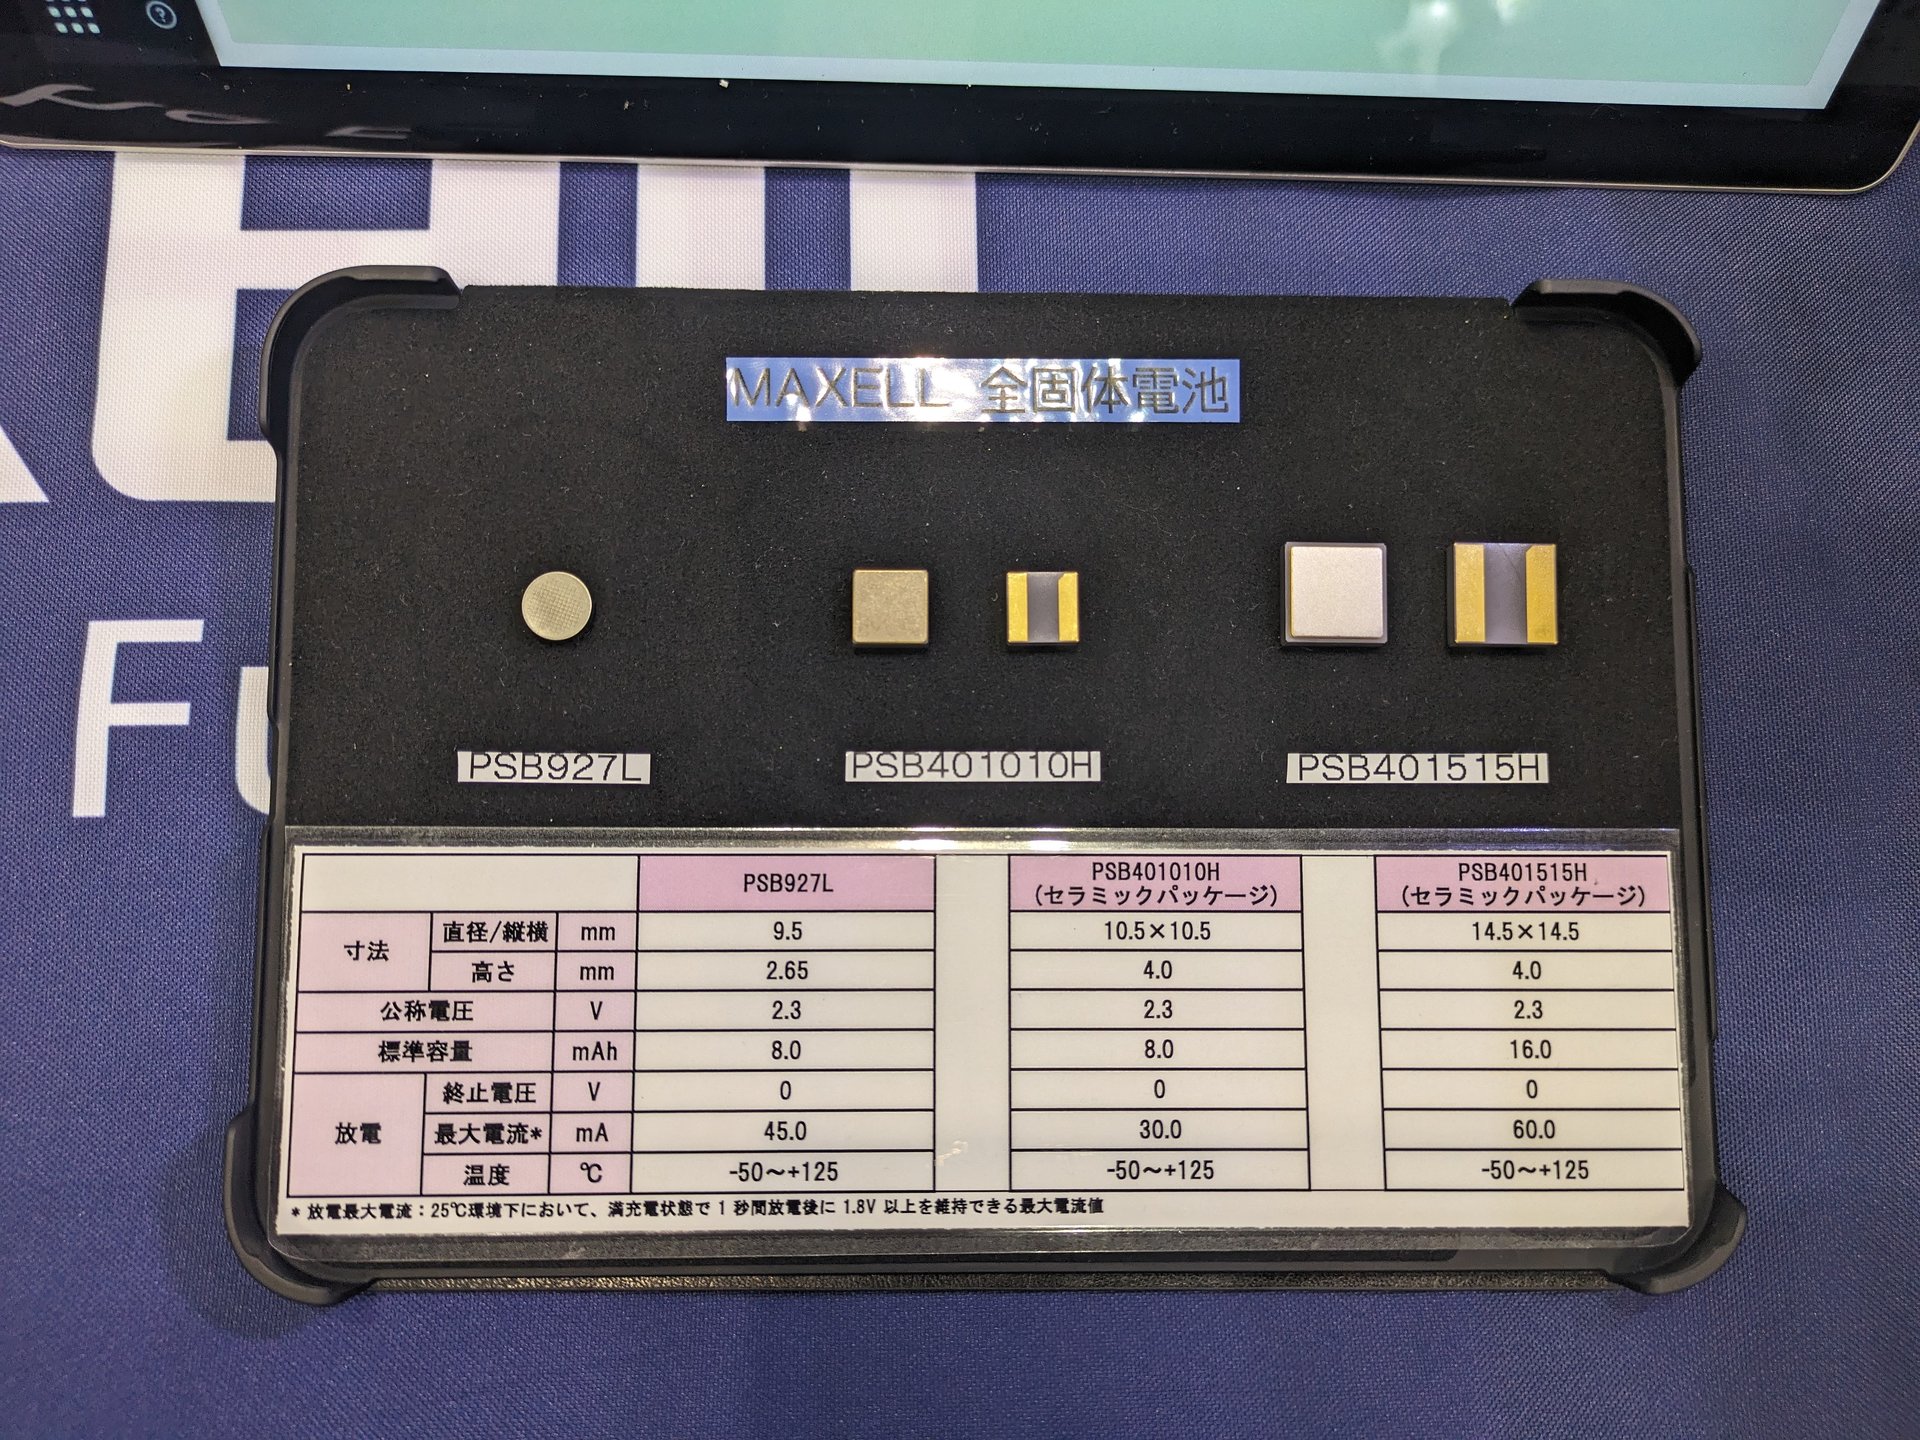 MAXELL 全固体電池
Fu
PSB927L
PSB401010H
PSB401515H
PSB927L PSB401010H PSB401515H
(セラミックパッケージ) (セラミックパッケージ)
寸法 直径/縦横 mm 9.5 10.5×10.5 14.5×14.5
高さ mm 2.65 4.0 4.0
公称電圧 V 2.3 2.3 2.3
標準容量 mAh 8.0 8.0 16.0
放電 終止電圧 V 0 0 0
最大電流* mA 45.0 30.0 60.0
温度 ℃ -50～+125 -50～+125 -50～+125
* 放電最大電流：25℃環境下において、満充電状態で 1 秒間放電後に 1.8V 以上を維持できる最大電流値